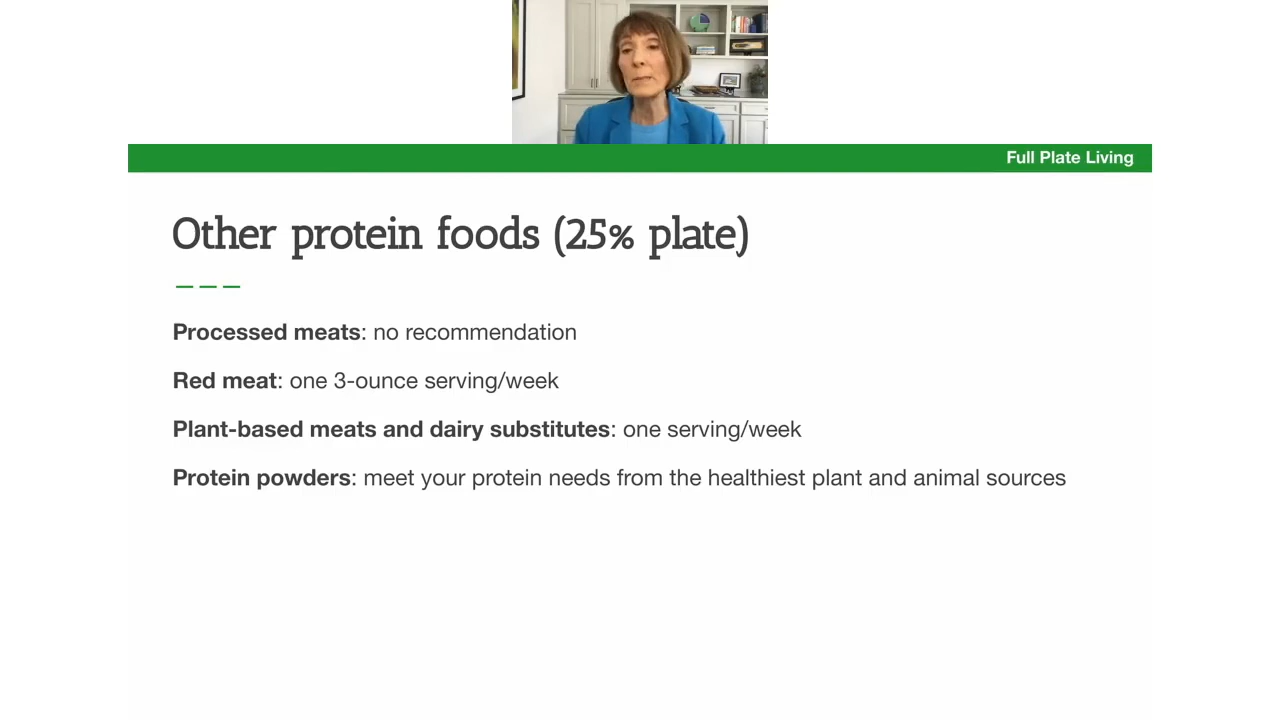 Full Plate Living
Other protein foods (25% plate)
Processed meats: no recommendation
Red meat: one 3-ounce serving/week
Plant-based meats and dairy substitutes: one serving/week
Protein powders: meet your protein needs from the healthiest plant and animal sources